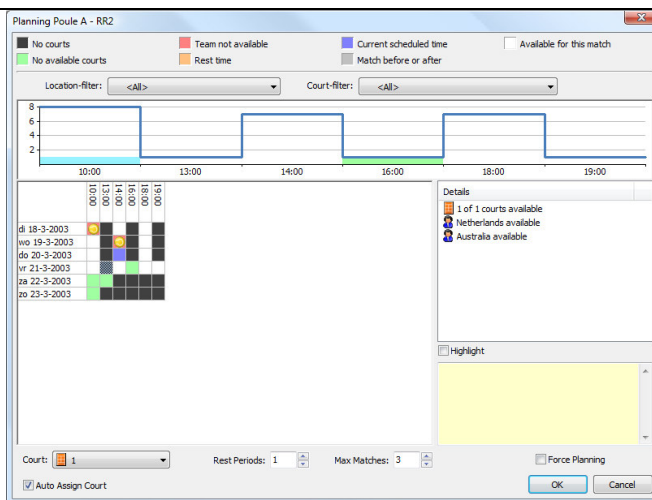 Planning Poule A - RR2
No courts
Team not available
Current scheduled time
Available for this match
No available courts
Rest time
Match before or after
Location-filter: <All>
Court-filter: <All>
8
6
4
2
10:00 13:00 14:00 16:00 18:00 19:00
10:00 13:00 14:00 16:00 18:00 19:00
di 18-3-2003
wo 19-3-2003
do 20-3-2003
vr 21-3-2003
za 22-3-2003
zo 23-3-2003
Details
1 of 1 courts available
Netherlands available
Australia available
Highlight
Court: 1
Rest Periods: 1
Max Matches: 3
Force Planning
Auto Assign Court
OK
Cancel